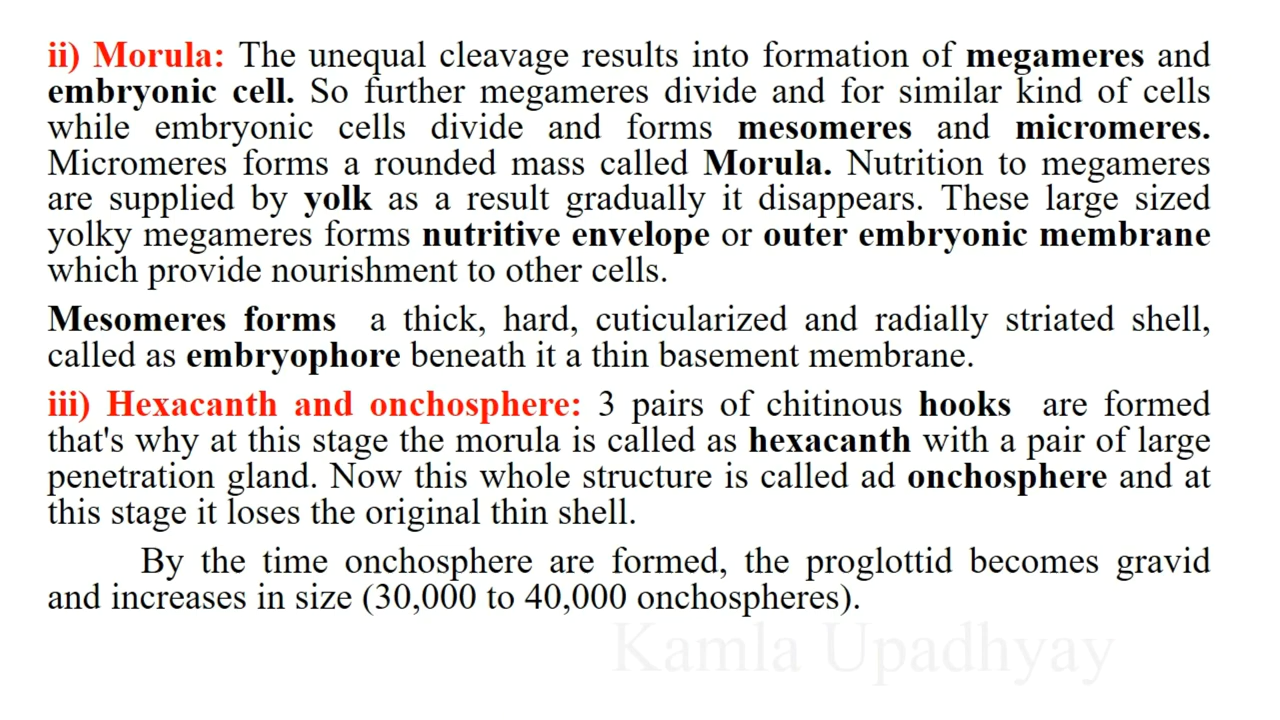 ii) Morula: The unequal cleavage results into formation of megameres and
embryonic cell. So further megameres divide and for similar kind of cells
while embryonic cells divide and forms mesomeres and micromeres.
Micromeres forms a rounded mass called Morula. Nutrition to megameres
are supplied by yolk as a result gradually it disappears. These large sized
yolky megameres forms nutritive envelope or outer embryonic membrane
which provide nourishment to other cells.
Mesomeres forms a thick, hard, cuticularized and radially striated shell,
called as embryophore beneath it a thin basement membrane.
iii) Hexacanth and onchosphere: 3 pairs of chitinous hooks are formed
that's why at this stage the morula is called as hexacanth with a pair of large
penetration gland. Now this whole structure is called ad onchosphere and at
this stage it loses the original thin shell.
By the time onchosphere are formed, the proglottid becomes gravid
and increases in size (30,000 to 40,000 onchospheres).
Kamla Upadhyay